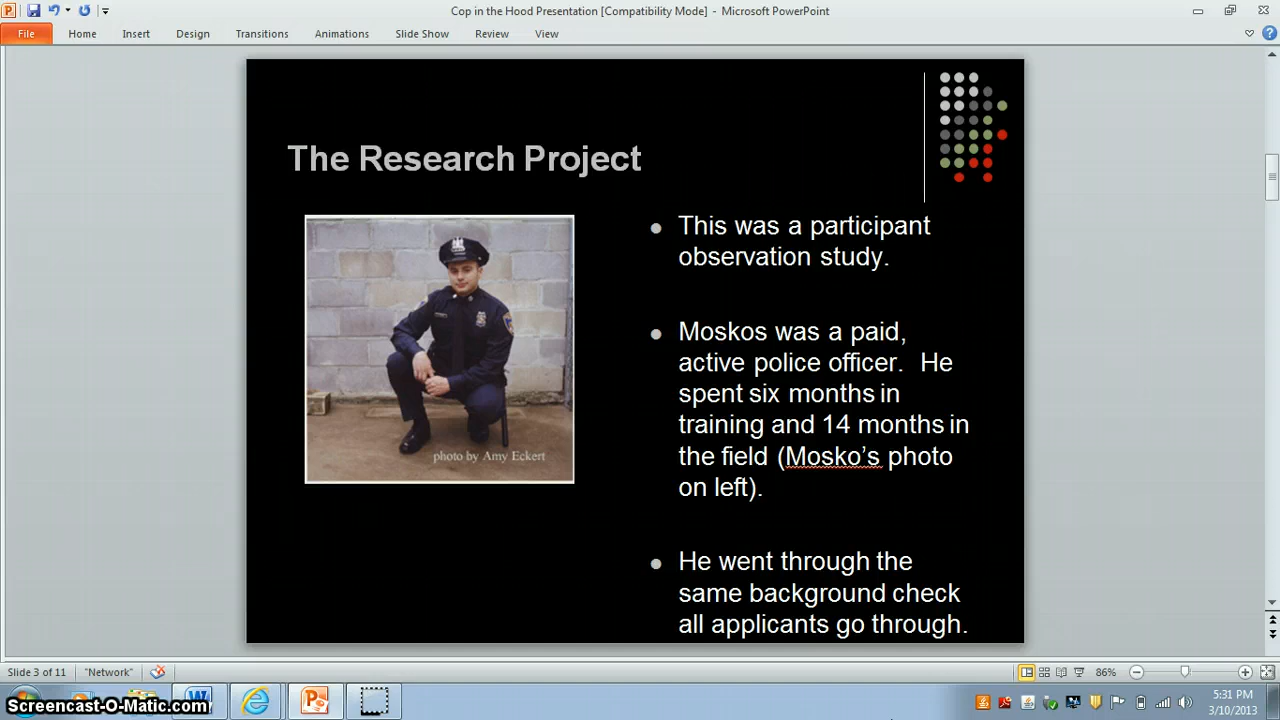 Cop in the Hood Presentation [Compatibility Mode] - Microsoft PowerPoint
File Home Insert Design Transitions Animations Slide Show Review View
The Research Project
This was a participant
observation study.
Moskos was a paid,
active police officer. He
spent six months in
training and 14 months in
the field (Mosko’s photo
on left).
He went through the
same background check
all applicants go through.
photo by Amy Eckert
Slide 3 of 11 "Network" 86%
Screencast-O-Matic.com
5:31 PM
3/10/2013